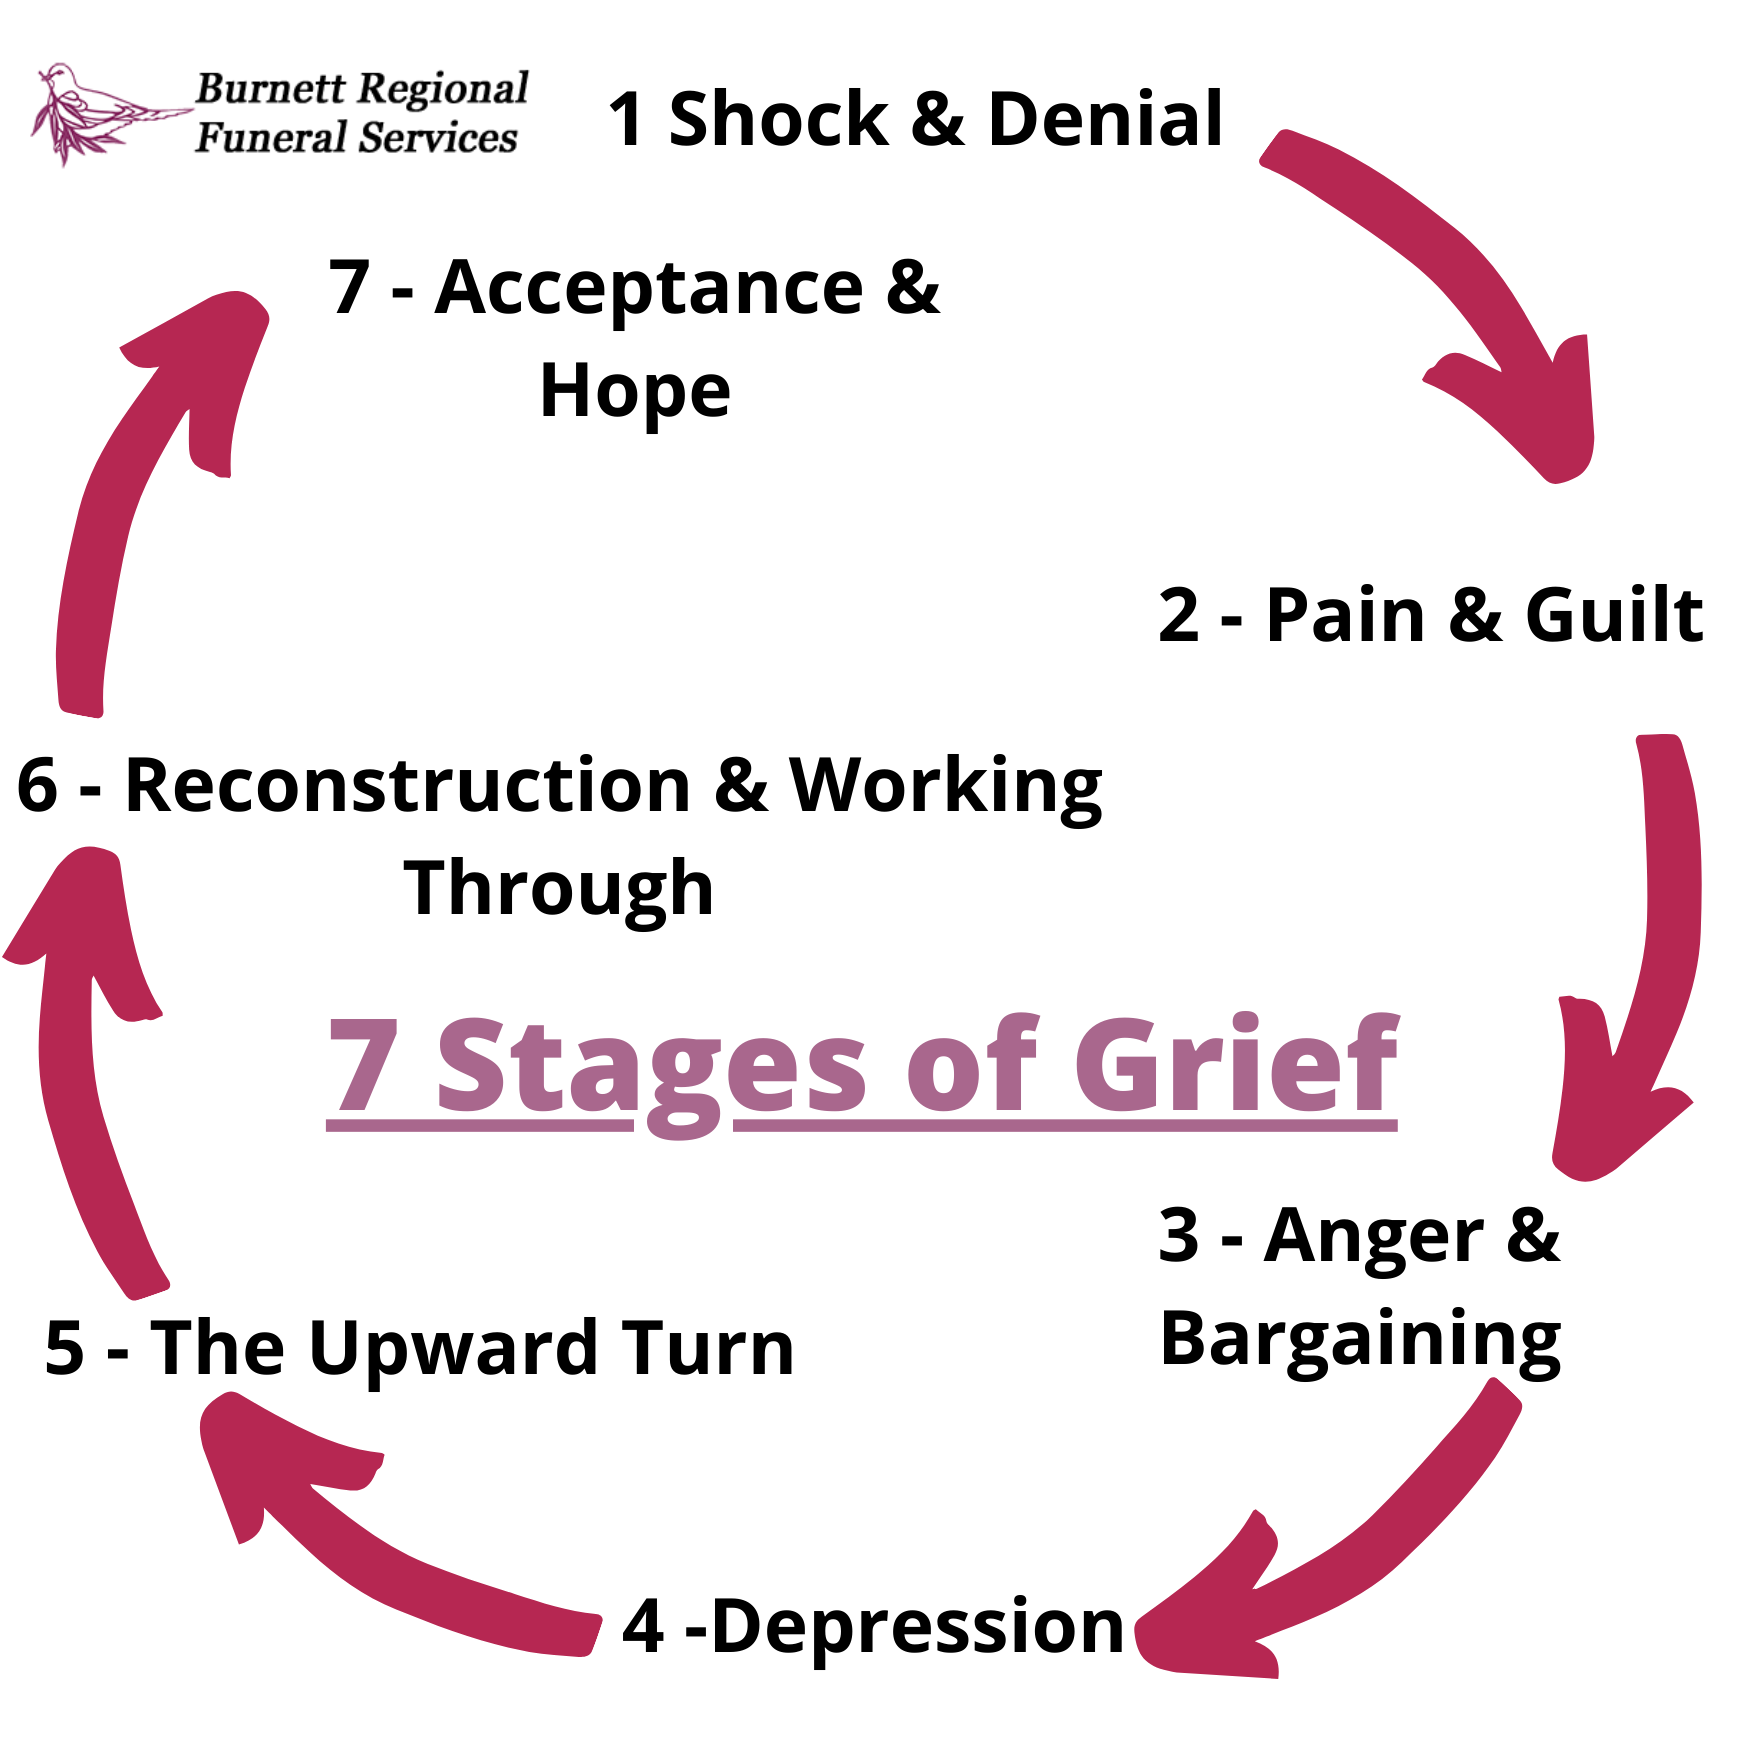 Burnett Regional
Funeral Services
1 Shock & Denial
2 - Pain & Guilt
3 - Anger &
Bargaining
4 -Depression
5 - The Upward Turn
6 - Reconstruction & Working
Through
7 - Acceptance &
Hope
7 Stages of Grief